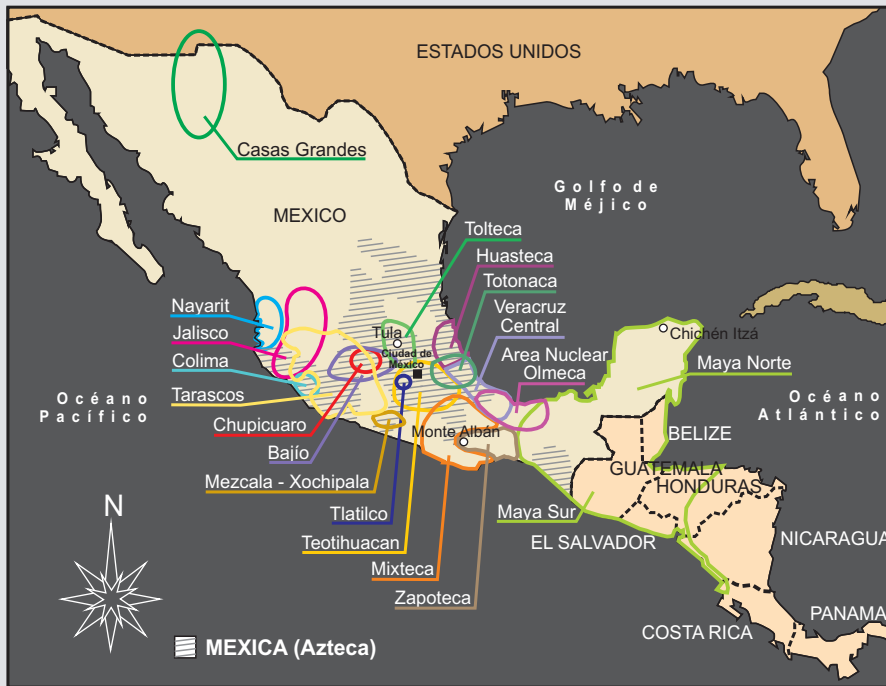 ESTADOS UNIDOS
Casas Grandes
Golfo de
Méjico
MEXICO
Tolteca
Huasteca
Totonaca
Nayarit
Veracruz
Central
Jalisco
Tula
Chichén Itzá
Ciudad de
México
Area Nuclear
Olmeca
Colima
Maya Norte
Tarascos
Océano
Pacífico
Océano
Atlántico
Chupicuaro
Monte Albán
BELIZE
Bajío
GUATEMALA
Mezcala - Xochipala
HONDURAS
Tlatilco
Maya Sur
N
Teotihuacan
EL SALVADOR
NICARAGUA
Mixteca
Zapoteca
PANAMA
COSTA RICA
MEXICA (Azteca)